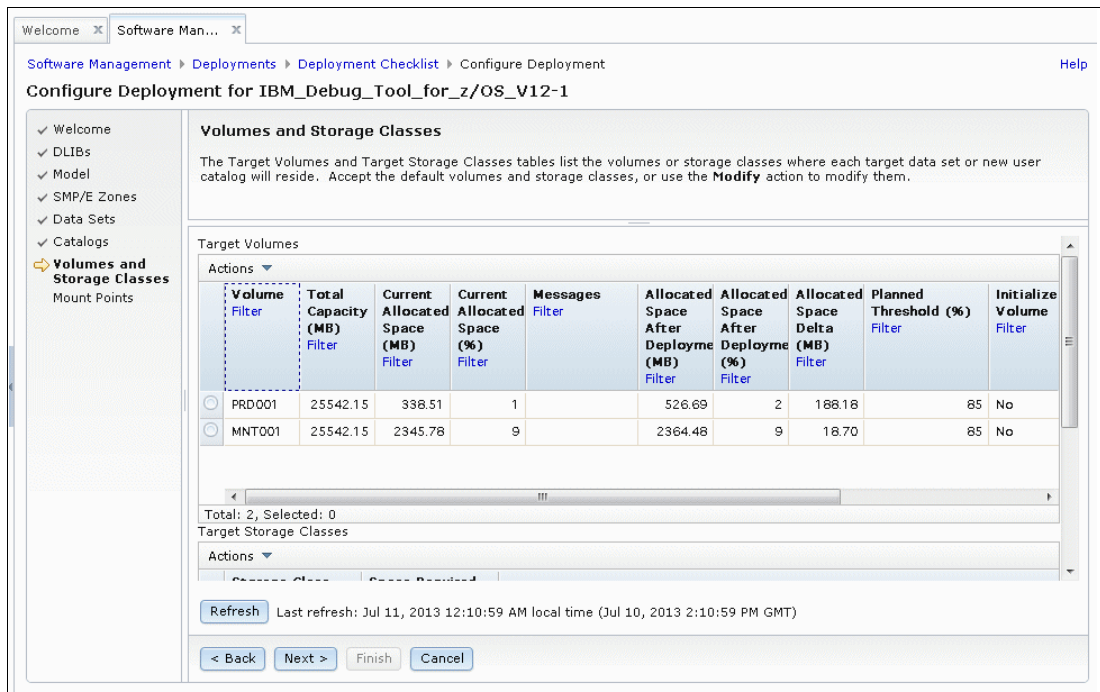 Welcome X Software Man... X
Software Management Deployments Deployment Checklist Configure Deployment Help
Configure Deployment for IBM_Debug_Tool_for_z/OS_V12-1
Welcome
DLIBs
Model
SMP/E Zones
Data Sets
Catalogs
Volumes and
Storage Classes
Mount Points
Volumes and Storage Classes
The Target Volumes and Target Storage Classes tables list the volumes or storage classes where each target data set or new user
catalog will reside. Accept the default volumes and storage classes, or use the Modify action to modify them.
Target Volumes
Actions
Volume Total Current Current Messages Allocated Allocated Allocated Planned Initialize
Filter Capacity Allocated Allocated Filter Space Space Space Threshold (%) Volume
(MB) Space Space After After Delta Filter Filter
Filter (MB) (%) Deployme Deployme (MB)
Filter Filter (MB) (%) Filter
Filter Filter
PRD001 25542.15 338.51 1 526.69 2 188.18 85 No
MNT001 25542.15 2345.78 9 2364.48 9 18.70 85 No
Total: 2, Selected: 0
Target Storage Classes
Actions
Storage Class Space Required
Refresh Last refresh: Jul 11, 2013 12:10:59 AM local time (Jul 10, 2013 2:10:59 PM GMT)
< Back Next > Finish Cancel